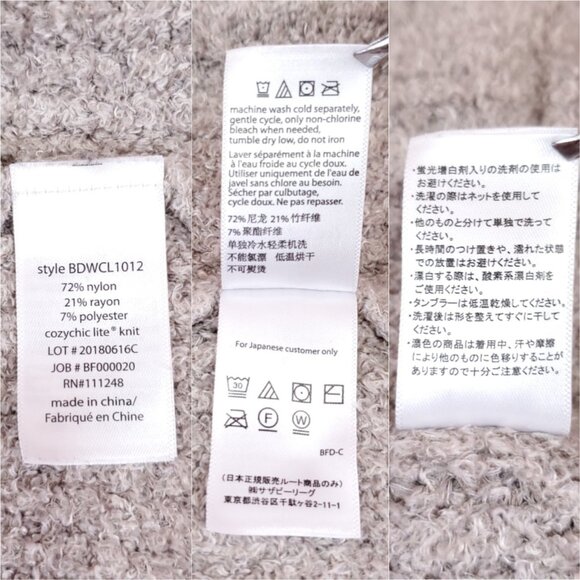 style BDWCL1012
72% nylon
21% rayon
7% polyester
cozychic lite® knit
LOT # 20180616C
JOB # BF000020
RN#111248
made in china/
Fabriqué en Chine
machine wash cold separately,
gentle cycle, only non-chlorine
bleach when needed,
tumble dry low, do not iron
Laver séparément à la machine
à l'eau froide au cycle doux.
Utiliser uniquement de l'eau de
javel sans chlore au besoin.
Sécher par culbutage,
cycle doux. Ne pas repasser.
72% 尼龙 21% 竹纤维
7% 聚酯纤维
单独冷水轻柔机洗
不能氯漂 低温烘干
不可熨烫
For Japanese customer only
30
F
W
BFD-C
(日本正規販売ルート商品のみ)
㈱サザビーリーグ
東京都渋谷区千駄ヶ谷2-11-1
・蛍光増白剤入りの洗剤の使用は
お避けください。
・洗濯の際はネットを使用して
ください。
・他のものと分けて単独で洗って
ください。
・長時間のつけ置きや、濡れた状態
での放置はお避けください。
・漂白する際は、酸素系漂白剤を
ご使用ください。
・タンブラーは低温乾燥してください。
・洗濯後は形を整えてすぐに干して
ください。
・濃色の商品は着用中、汗や摩擦
により他のものに色移りすることが
ありますので十分ご注意ください。